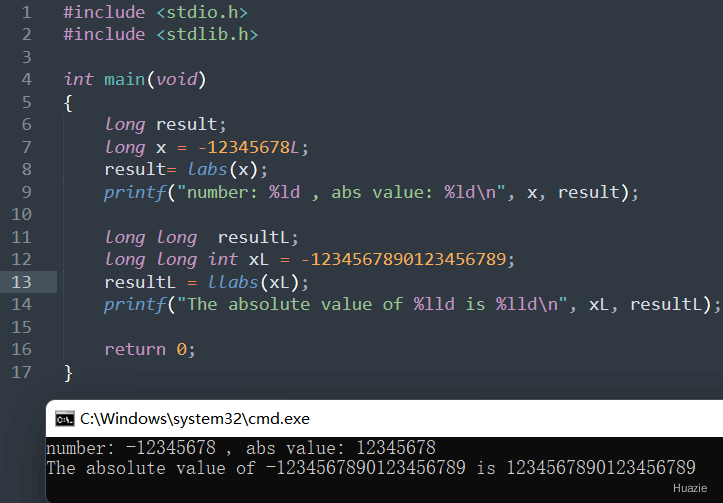 1 #include <stdio.h>
2 #include <stdlib.h>
3
4 int main(void)
5 {
6     long result;
7     long x = -12345678L;
8     result= labs(x);
9     printf("number: %ld , abs value: %ld\n", x, result);
10
11     long long  resultL;
12     long long int xL = -1234567890123456789;
13     resultL = llabs(xL);
14     printf("The absolute value of %lld is %lld\n", xL, resultL);
15
16     return 0;
17 }
C:\Windows\system32\cmd.exe
number: -12345678 , abs value: 12345678
The absolute value of -1234567890123456789 is 1234567890123456789
Huazie